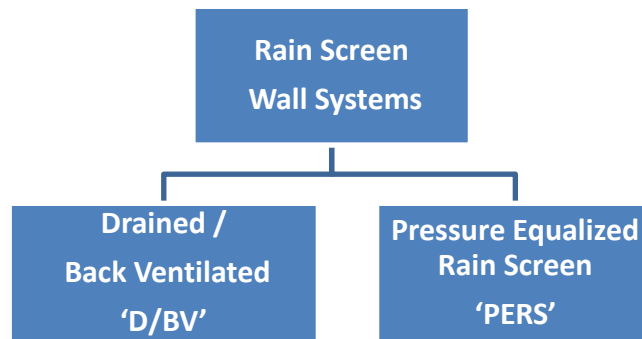 Rain Screen
Wall Systems
Drained /
Back Ventilated
‘D/BV’
Pressure Equalized
Rain Screen
‘PERS’